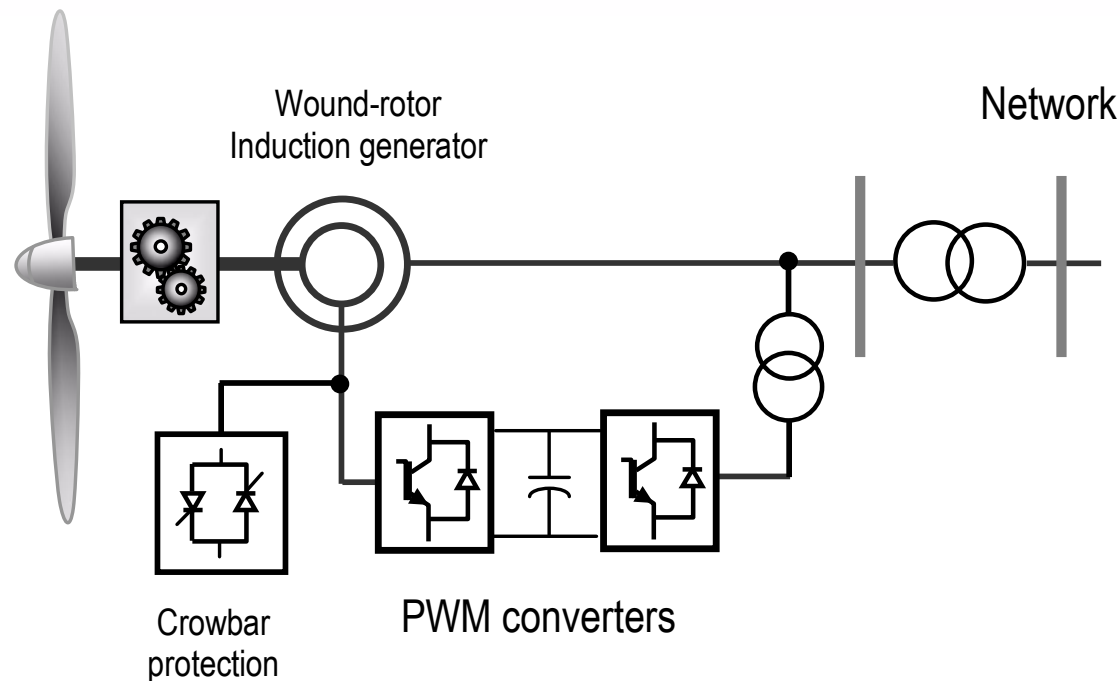 Wound-rotor
Induction generator
Network
Crowbar
protection
PWM converters